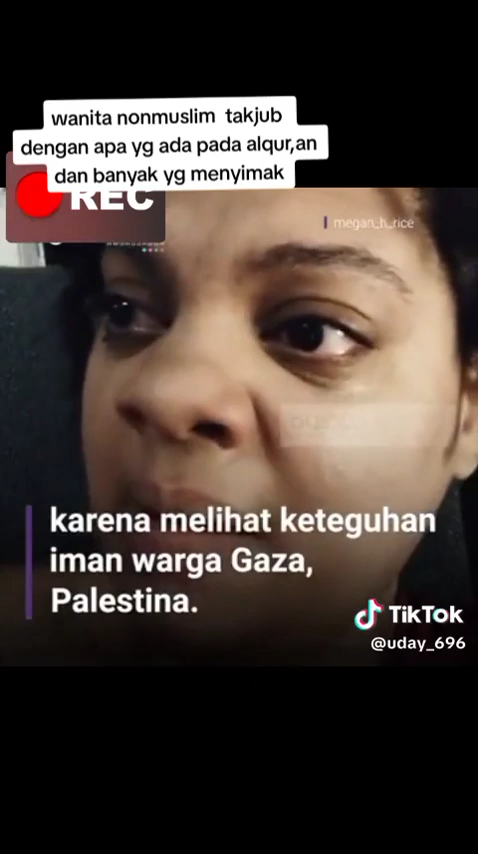 wanita nonmuslim takjub
dengan apa yg ada pada alqur,an
dan banyak yg menyimak
REC
megan_h_rice
karena melihat keteguhan
iman warga Gaza,
Palestina.
TikTok
@uday_696